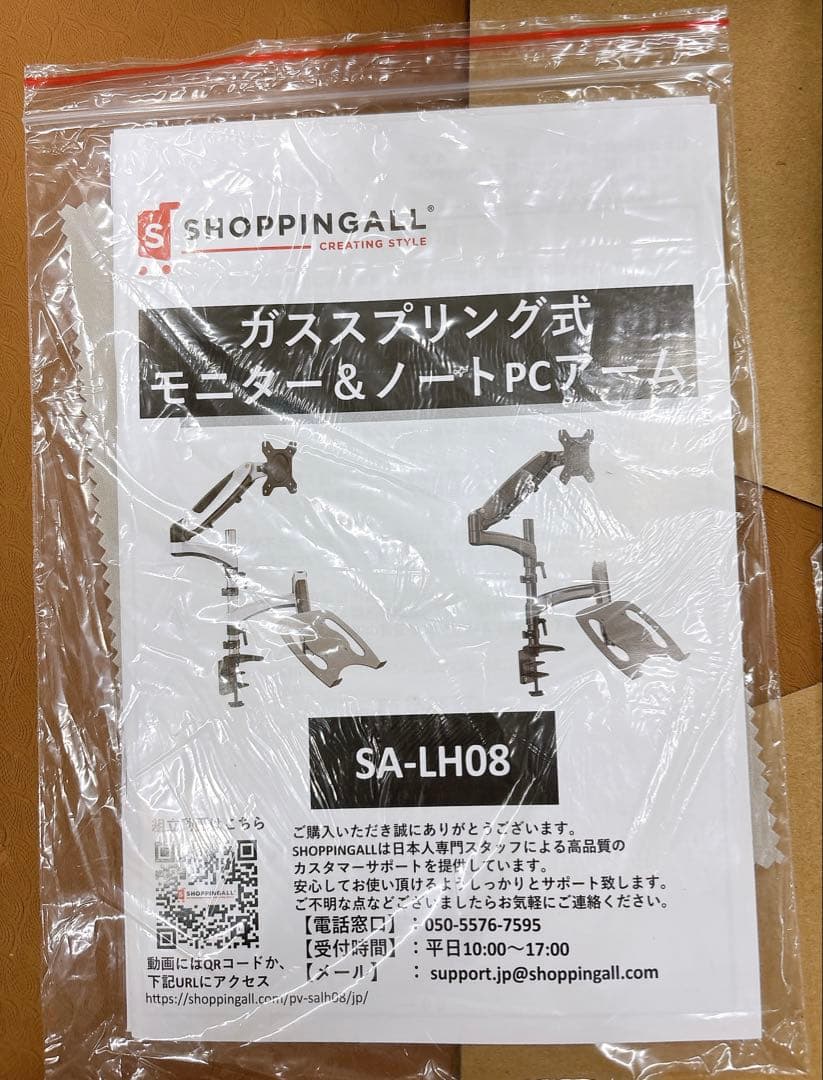 S SHOPPINGALL®
CREATING STYLE
ガススプリング式
モニター＆ノートPCアーム
SA-LH08
組立動画はこちら
SHOPPINGALL
動画にはQRコードか、
下記URLにアクセス
https://shoppingall.com/pv-salh08/jp/
ご購入いただき誠にありがとうございます。
SHOPPINGALLは日本人専門スタッフによる高品質の
カスタマーサポートを提供しています。
安心してお使い頂けるようしっかりとサポート致します。
ご不明な点などございましたらお気軽にご連絡ください。
【電話窓口】：050-5576-7595
【受付時間】：平日10:00～17:00
【メール】 ：support.jp@shoppingall.com